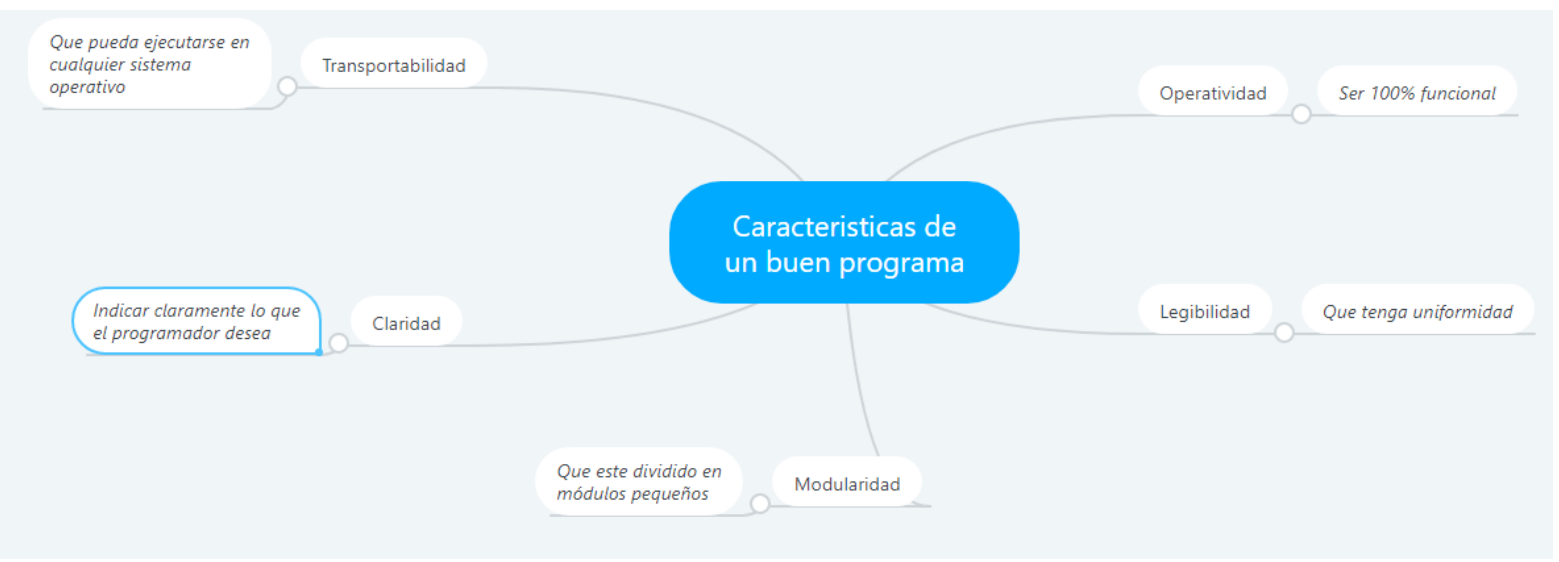 Que pueda ejecutarse en
cualquier sistema
operativo
Transportabilidad
Operatividad
Ser 100% funcional
Caracteristicas de
un buen programa
Indicar claramente lo que
el programador desea
Claridad
Legibilidad
Que tenga uniformidad
Que este dividido en
módulos pequeños
Modularidad